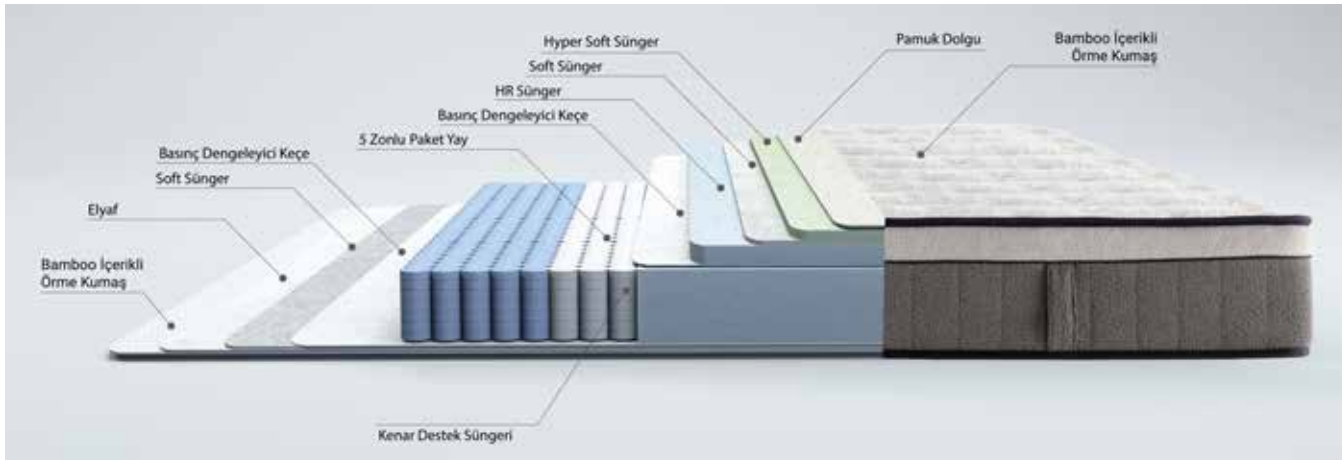 Hyper Soft Sünger
Pamuk Dolgu
Bamboo İçerikli
Örme Kumaş
Soft Sünger
HR Sünger
Basınç Dengeleyici Keçe
5 Zonlu Paket Yay
Basınç Dengeleyici Keçe
Soft Sünger
Elyaf
Bamboo İçerikli
Örme Kumaş
Kenar Destek Süngeri